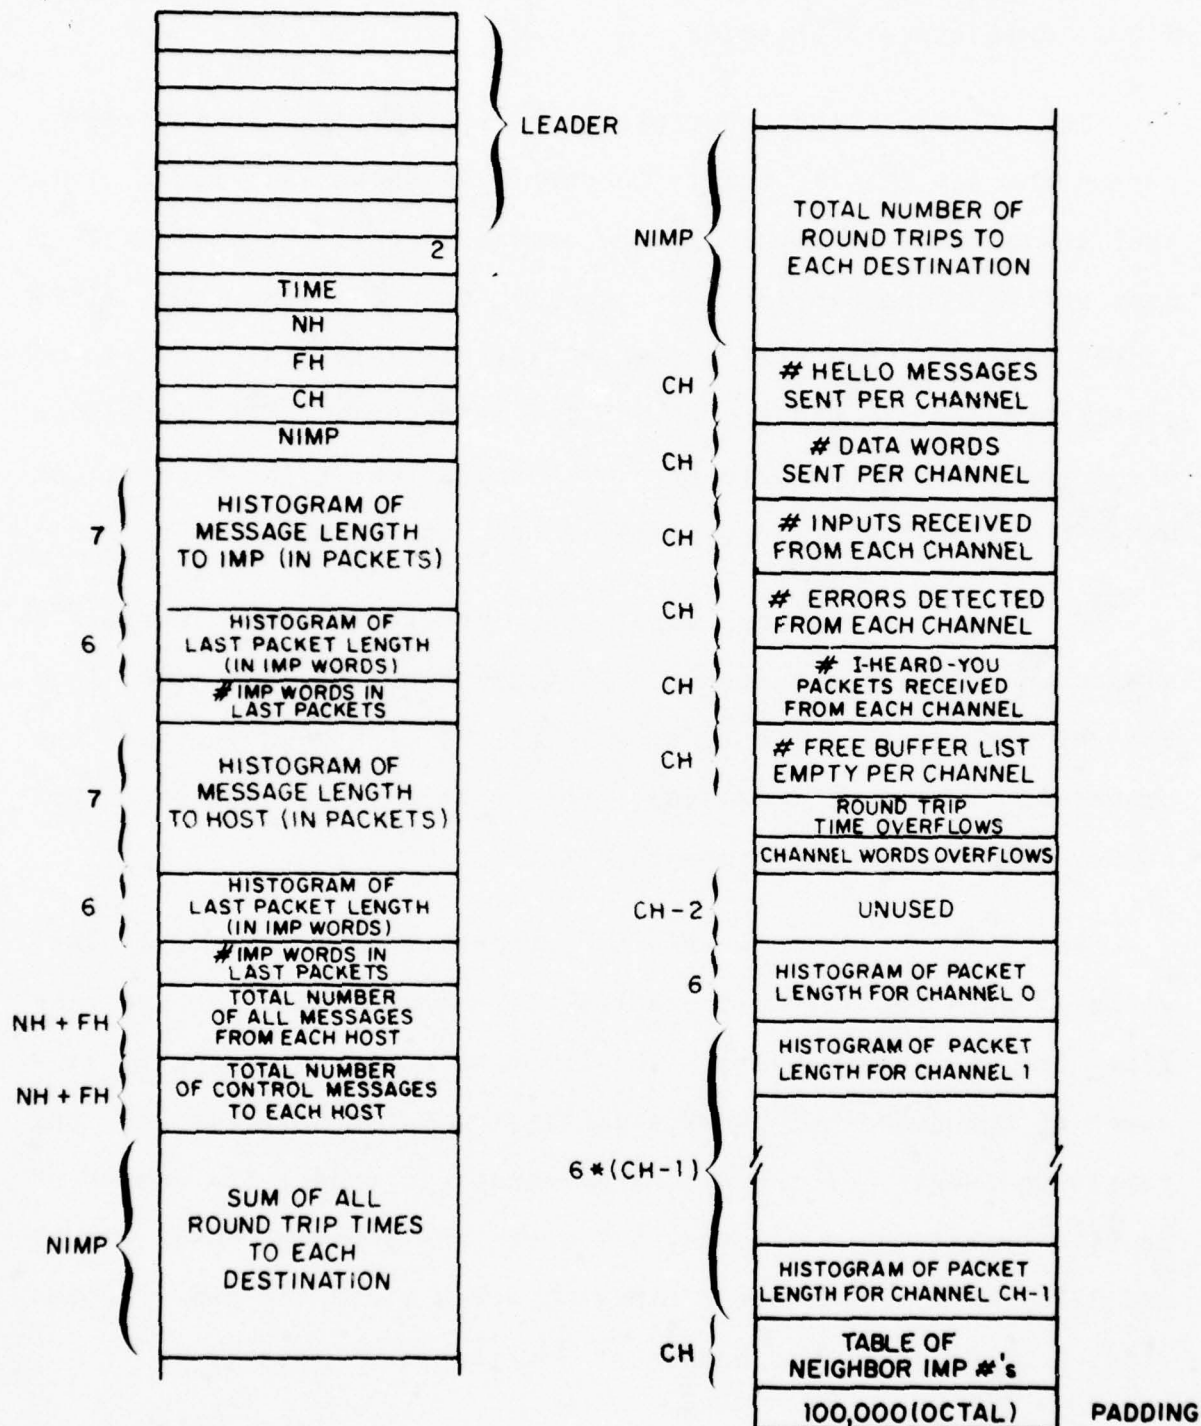 LEADER
2
TIME
NH
FH
CH
NIMP
7
HISTOGRAM OF
MESSAGE LENGTH
TO IMP (IN PACKETS)
6
HISTOGRAM OF
LAST PACKET LENGTH
(IN IMP WORDS)
# IMP WORDS IN
LAST PACKETS
7
HISTOGRAM OF
MESSAGE LENGTH
TO HOST (IN PACKETS)
6
HISTOGRAM OF
LAST PACKET LENGTH
(IN IMP WORDS)
# IMP WORDS IN
LAST PACKETS
NH + FH
TOTAL NUMBER
OF ALL MESSAGES
FROM EACH HOST
NH + FH
TOTAL NUMBER
OF CONTROL MESSAGES
TO EACH HOST
NIMP
SUM OF ALL
ROUND TRIP TIMES
TO EACH
DESTINATION
NIMP
TOTAL NUMBER OF
ROUND TRIPS TO
EACH DESTINATION
CH
# HELLO MESSAGES
SENT PER CHANNEL
CH
# DATA WORDS
SENT PER CHANNEL
CH
# INPUTS RECEIVED
FROM EACH CHANNEL
CH
# ERRORS DETECTED
FROM EACH CHANNEL
CH
# I-HEARD-YOU
PACKETS RECEIVED
FROM EACH CHANNEL
CH
# FREE BUFFER LIST
EMPTY PER CHANNEL
ROUND TRIP
TIME OVERFLOWS
CHANNEL WORDS OVERFLOWS
CH-2
UNUSED
6
HISTOGRAM OF PACKET
LENGTH FOR CHANNEL 0
HISTOGRAM OF PACKET
LENGTH FOR CHANNEL 1
6*(CH-1)
HISTOGRAM OF PACKET
LENGTH FOR CHANNEL CH-1
CH
TABLE OF
NEIGHBOR IMP #'s
100,000(OCTAL)
PADDING